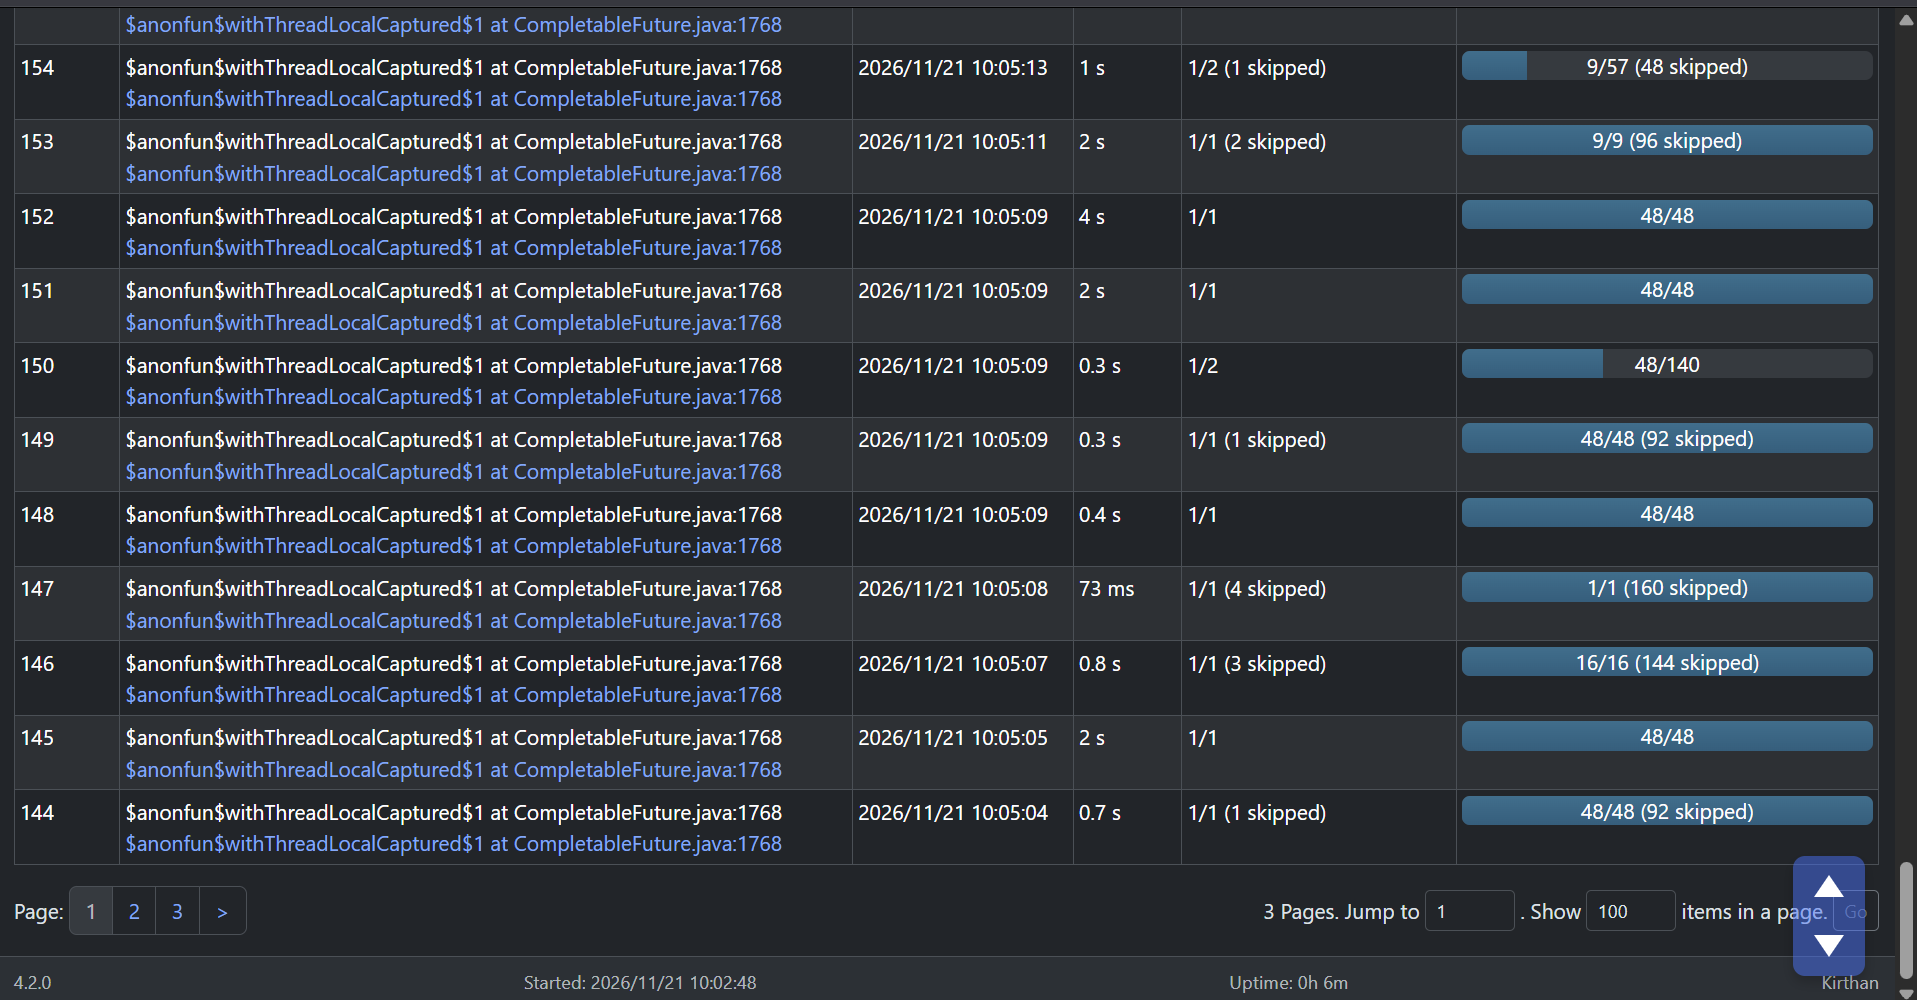 $anonfun$withThreadLocalCaptured$1 at CompletableFuture.java:1768
154 $anonfun$withThreadLocalCaptured$1 at CompletableFuture.java:1768 2026/11/21 10:05:13 1 s 1/2 (1 skipped) 9/57 (48 skipped)
$anonfun$withThreadLocalCaptured$1 at CompletableFuture.java:1768
153 $anonfun$withThreadLocalCaptured$1 at CompletableFuture.java:1768 2026/11/21 10:05:11 2 s 1/1 (2 skipped) 9/9 (96 skipped)
$anonfun$withThreadLocalCaptured$1 at CompletableFuture.java:1768
152 $anonfun$withThreadLocalCaptured$1 at CompletableFuture.java:1768 2026/11/21 10:05:09 4 s 1/1 48/48
$anonfun$withThreadLocalCaptured$1 at CompletableFuture.java:1768
151 $anonfun$withThreadLocalCaptured$1 at CompletableFuture.java:1768 2026/11/21 10:05:09 2 s 1/1 48/48
$anonfun$withThreadLocalCaptured$1 at CompletableFuture.java:1768
150 $anonfun$withThreadLocalCaptured$1 at CompletableFuture.java:1768 2026/11/21 10:05:09 0.3 s 1/2 48/140
$anonfun$withThreadLocalCaptured$1 at CompletableFuture.java:1768
149 $anonfun$withThreadLocalCaptured$1 at CompletableFuture.java:1768 2026/11/21 10:05:09 0.3 s 1/1 (1 skipped) 48/48 (92 skipped)
$anonfun$withThreadLocalCaptured$1 at CompletableFuture.java:1768
148 $anonfun$withThreadLocalCaptured$1 at CompletableFuture.java:1768 2026/11/21 10:05:09 0.4 s 1/1 48/48
$anonfun$withThreadLocalCaptured$1 at CompletableFuture.java:1768
147 $anonfun$withThreadLocalCaptured$1 at CompletableFuture.java:1768 2026/11/21 10:05:08 73 ms 1/1 (4 skipped) 1/1 (160 skipped)
$anonfun$withThreadLocalCaptured$1 at CompletableFuture.java:1768
146 $anonfun$withThreadLocalCaptured$1 at CompletableFuture.java:1768 2026/11/21 10:05:07 0.8 s 1/1 (3 skipped) 16/16 (144 skipped)
$anonfun$withThreadLocalCaptured$1 at CompletableFuture.java:1768
145 $anonfun$withThreadLocalCaptured$1 at CompletableFuture.java:1768 2026/11/21 10:05:05 2 s 1/1 48/48
$anonfun$withThreadLocalCaptured$1 at CompletableFuture.java:1768
144 $anonfun$withThreadLocalCaptured$1 at CompletableFuture.java:1768 2026/11/21 10:05:04 0.7 s 1/1 (1 skipped) 48/48 (92 skipped)
$anonfun$withThreadLocalCaptured$1 at CompletableFuture.java:1768
Page: 1 2 3 > 3 Pages. Jump to 1 . Show 100 items in a page. Go
4.2.0 Started: 2026/11/21 10:02:48 Uptime: 0h 6m Kirthan